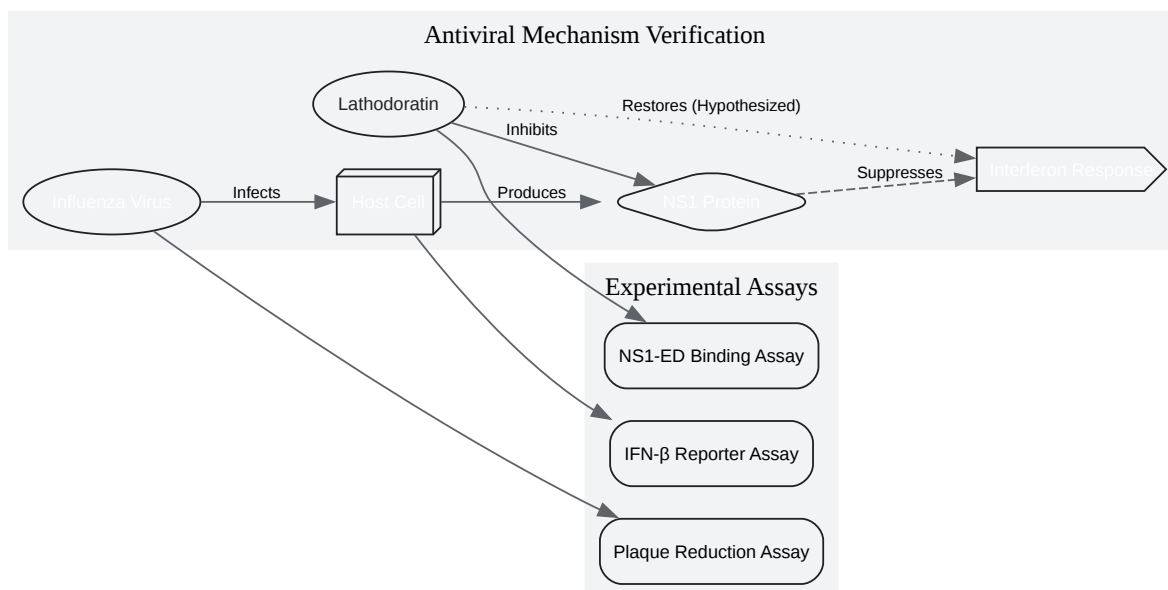 Antiviral Mechanism Verification
Lathodoratin
Restores (Hypothesized)
Inhibits
Interferon Response
Suppresses
Influenza Virus
Infects
Host Cell
Produces
NS1 Protein
Experimental Assays
NS1-ED Binding Assay
IFN-β Reporter Assay
Plaque Reduction Assay